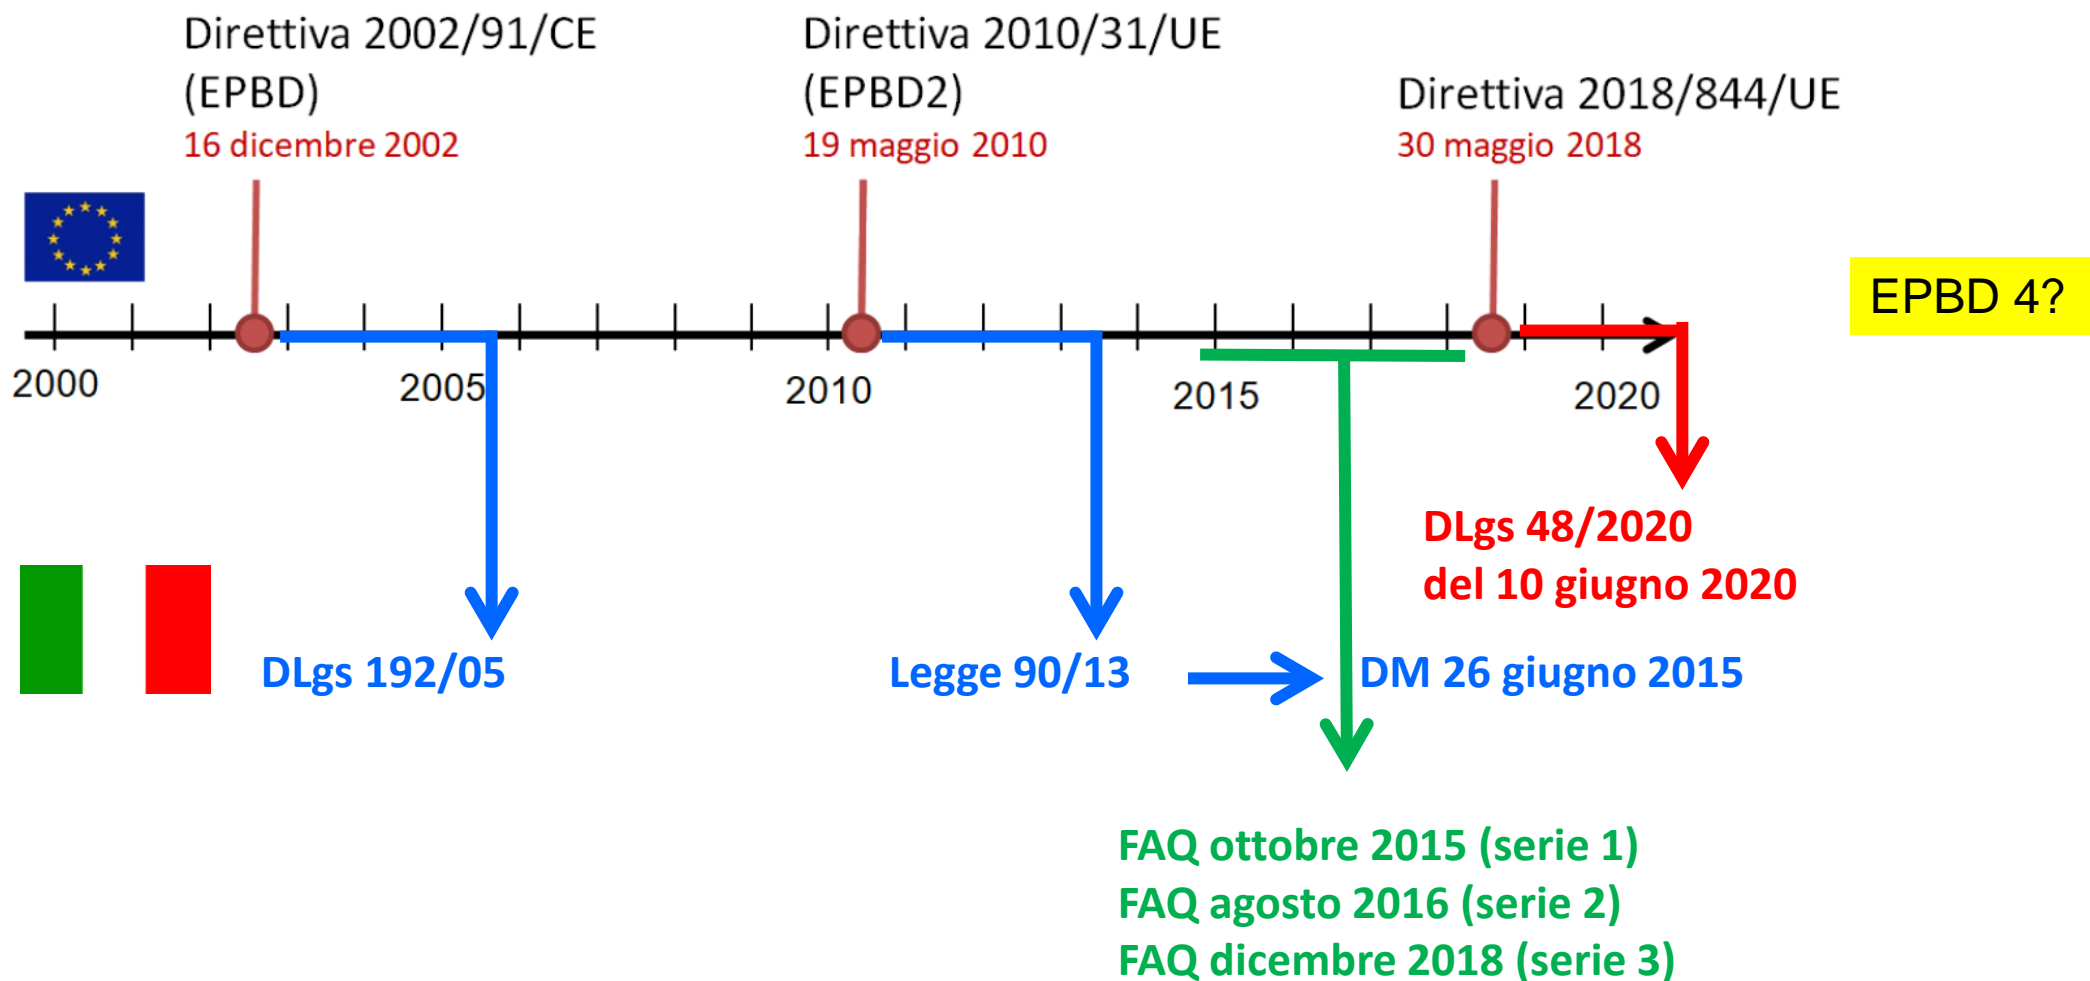 Direttiva 2002/91/CE
(EPBD)
16 dicembre 2002
Direttiva 2010/31/UE
(EPBD2)
19 maggio 2010
Direttiva 2018/844/UE
30 maggio 2018
EPBD 4?
2000
2005
2010
2015
2020
DLgs 48/2020
del 10 giugno 2020
DLgs 192/05
Legge 90/13
DM 26 giugno 2015
FAQ ottobre 2015 (serie 1)
FAQ agosto 2016 (serie 2)
FAQ dicembre 2018 (serie 3)